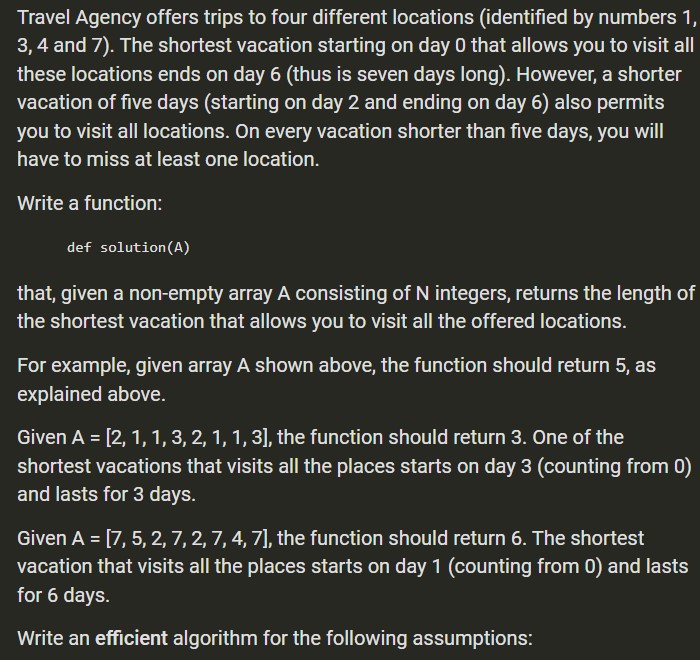 Travel Agency offers trips to four different locations (identified by numbers 1,
3, 4 and 7). The shortest vacation starting on day 0 that allows you to visit all
these locations ends on day 6 (thus is seven days long). However, a shorter
vacation of five days (starting on day 2 and ending on day 6) also permits
you to visit all locations. On every vacation shorter than five days, you will
have to miss at least one location.
Write a function:
def solution(A)
that, given a non-empty array A consisting of N integers, returns the length of
the shortest vacation that allows you to visit all the offered locations.
For example, given array A shown above, the function should return 5, as
explained above.
Given A = [2, 1, 1, 3, 2, 1, 1, 3], the function should return 3. One of the
shortest vacations that visits all the places starts on day 3 (counting from 0)
and lasts for 3 days.
Given A = [7, 5, 2, 7, 2, 7, 4, 7], the function should return 6. The shortest
vacation that visits all the places starts on day 1 (counting from 0) and lasts
for 6 days.
Write an efficient algorithm for the following assumptions: